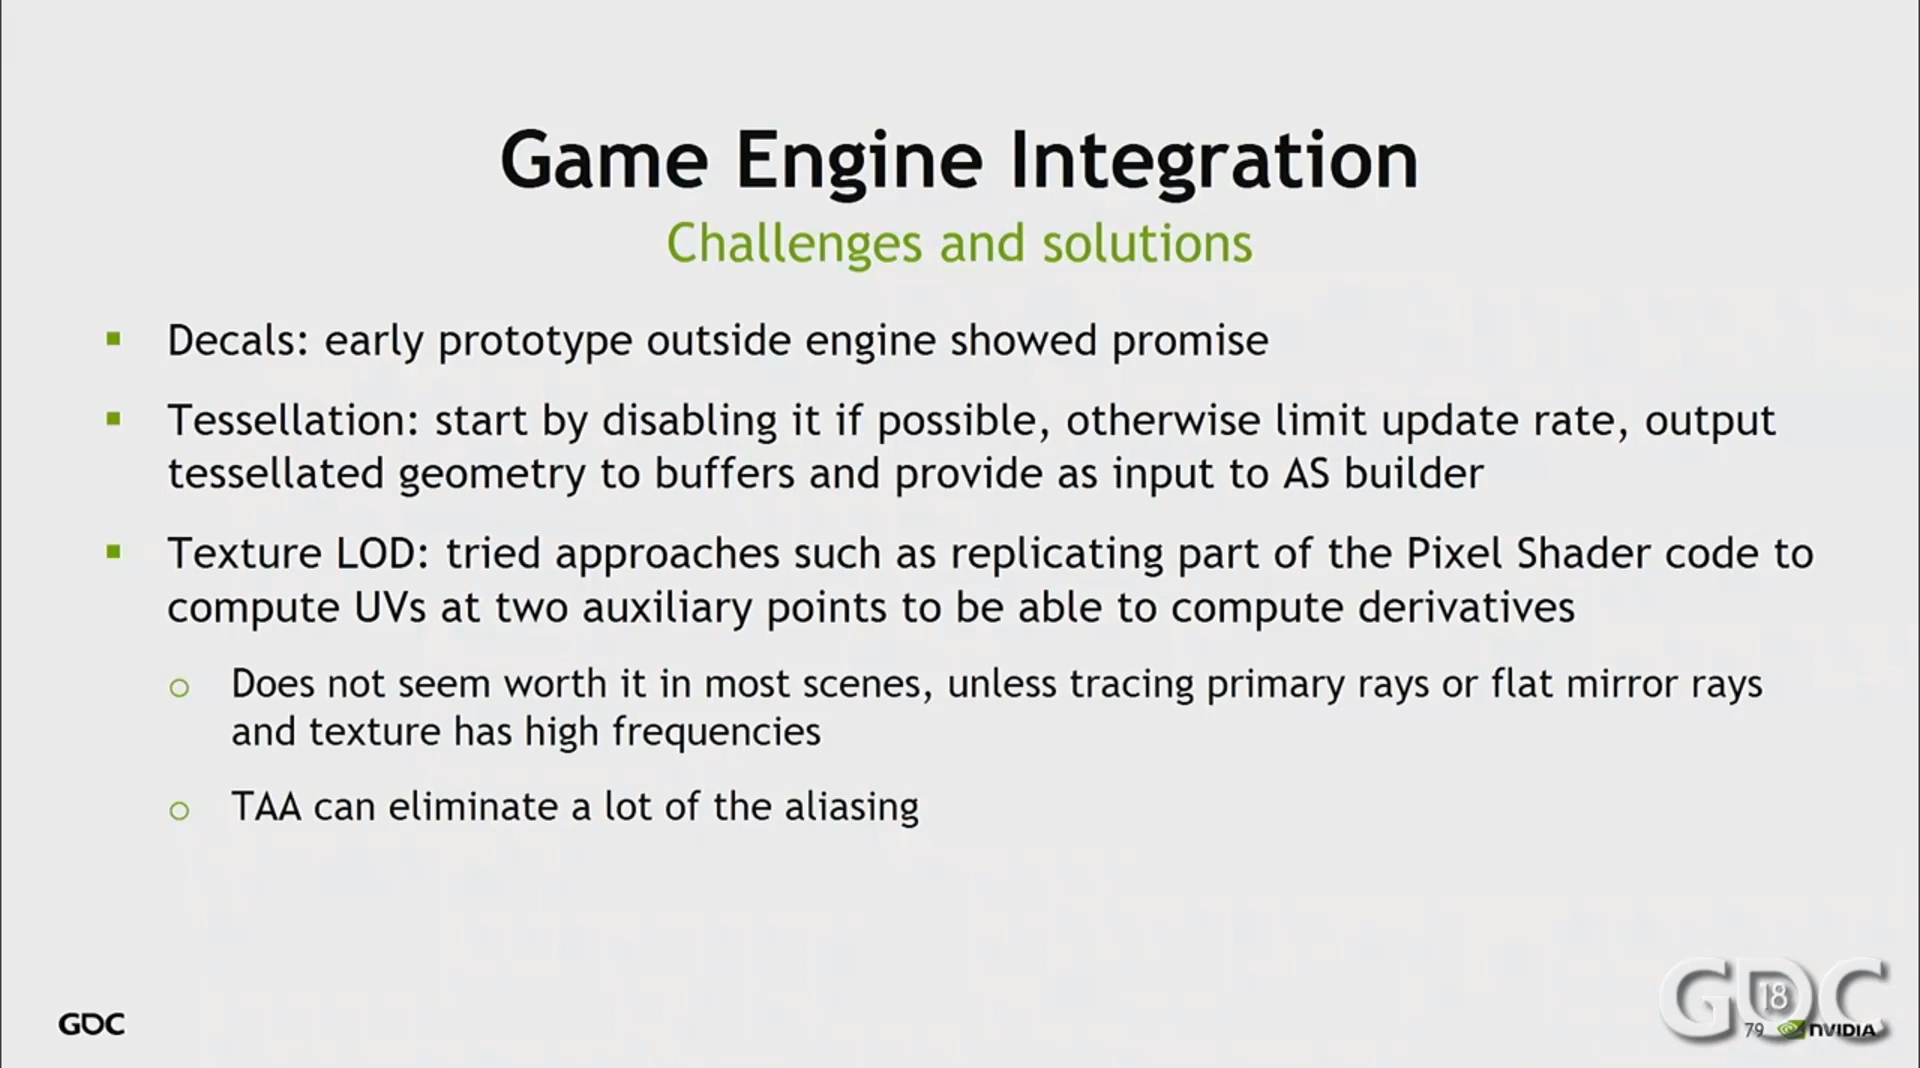 Game Engine Integration
Challenges and solutions
▪ Decals: early prototype outside engine showed promise
▪ Tessellation: start by disabling it if possible, otherwise limit update rate, output
tessellated geometry to buffers and provide as input to AS builder
▪ Texture LOD: tried approaches such as replicating part of the Pixel Shader code to
compute UVs at two auxiliary points to be able to compute derivatives
○ Does not seem worth it in most scenes, unless tracing primary rays or flat mirror rays
and texture has high frequencies
○ TAA can eliminate a lot of the aliasing
GDC
GDC 18
79 NVIDIA